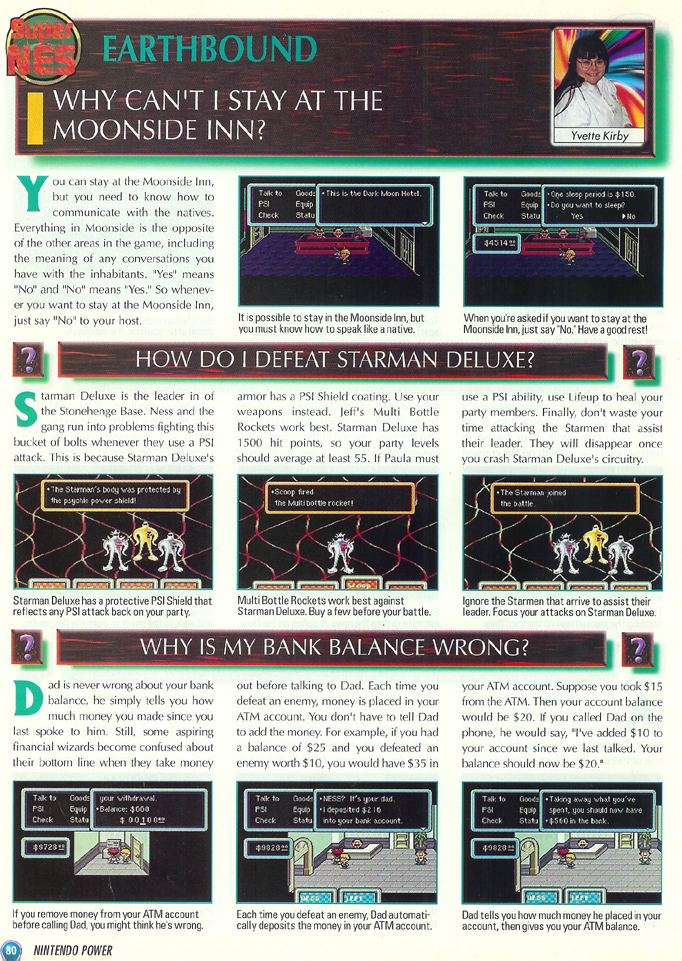 Super
NES
EARTHBOUND
WHY CAN'T I STAY AT THE
MOONSIDE INN?
Yvette Kirby
You can stay at the Moonside Inn,
but you need to know how to
communicate with the natives.
Everything in Moonside is the opposite
of the other areas in the game, including
the meaning of any conversations you
have with the inhabitants. "Yes" means
"No" and "No" means "Yes." So whenev-
er you want to stay at the Moonside Inn,
just say "No" to your host.
Talk to Goods
PSI Equip
Check Statu
•This is the Dark Moon Hotel.
It is possible to stay in the Moonside Inn, but
you must know how to speak like a native.
Talk to Goods
PSI Equip
Check Statu
•One sleep period is $150.
•Do you want to sleep?
Yes ▶No
$4514.00
When you're asked if you want to stay at the
Moonside Inn, just say "No." Have a good rest!
?
HOW DO I DEFEAT STARMAN DELUXE?
?
Starman Deluxe is the leader in of
the Stonehenge Base. Ness and the
gang run into problems fighting this
bucket of bolts whenever they use a PSI
attack. This is because Starman Deluxe's
armor has a PSI Shield coating. Use your
weapons instead. Jeff's Multi Bottle
Rockets work best. Starman Deluxe has
1500 hit points, so your party levels
should average at least 55. If Paula must
use a PSI ability, use Lifeup to heal your
party members. Finally, don't waste your
time attacking the Starmen that assist
their leader. They will disappear once
you crash Starman Deluxe's circuitry.
•The Starman's body was protected by
the psychic power shield!
Starman Deluxe has a protective PSI Shield that
reflects any PSI attack back on your party.
•Scoop fired
the Multi bottle rocket!
Scoop
Multi Bottle Rockets work best against
Starman Deluxe. Buy a few before your battle.
•The Starman joined
the battle.
Ignore the Starmen that arrive to assist their
leader. Focus your attacks on Starman Deluxe.
?
WHY IS MY BANK BALANCE WRONG?
?
Dad is never wrong about your bank
balance, he simply tells you how
much money you made since you
last spoke to him. Still, some aspiring
financial wizards become confused about
their bottom line when they take money
out before talking to Dad. Each time you
defeat an enemy, money is placed in your
ATM account. You don't have to tell Dad
to add the money. For example, if you had
a balance of $25 and you defeated an
enemy worth $10, you would have $35 in
your ATM account. Suppose you took $15
from the ATM. Then your account balance
would be $20. If you called Dad on the
phone, he would say, "I've added $10 to
your account since we last talked. Your
balance should now be $20."
Talk to Goods
PSI Equip
Check Statu
your withdrawal.
•Balance: $660
$ 00100.00
$9728.00
If you remove money from your ATM account
before calling Dad, you might think he's wrong.
Talk to Goods
PSI Equip
Check Statu
•NESS? It's your dad.
•I deposited $216
into your bank account.
$9828.00
NESS JEFF
Each time you defeat an enemy, Dad automati-
cally deposits the money in your ATM account.
Talk to Goods
PSI Equip
Check Statu
•Taking away what you've
spent, you should now have
•$560 in the bank.
$9828.00
NESS JEFF
Dad tells you how much money he placed in your
account, then gives you your ATM balance.
80 NINTENDO POWER